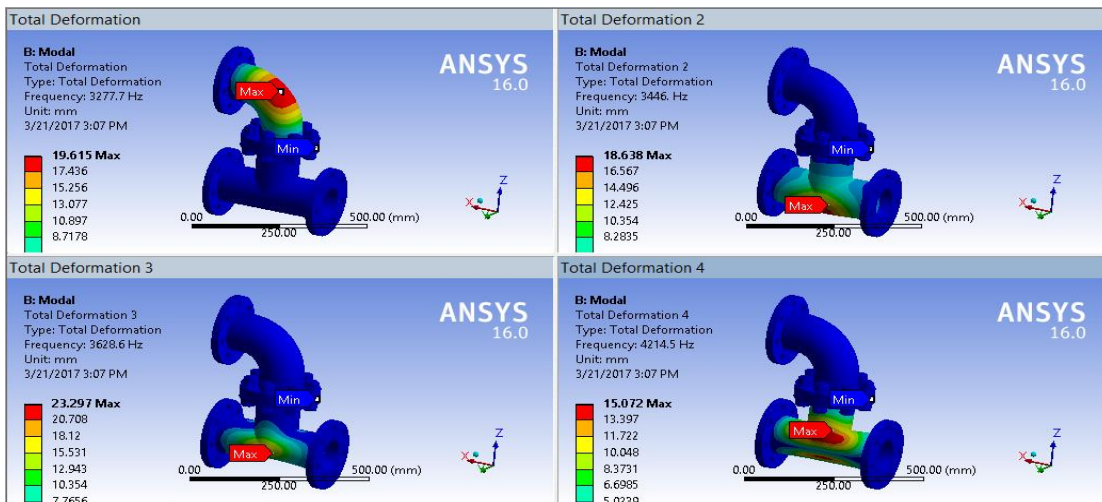 Total Deformation
B: Modal
Total Deformation
Type: Total Deformation
Frequency: 3277.7 Hz
Unit: mm
3/21/2017 3:07 PM
19.615 Max
17.436
15.256
13.077
10.897
8.7178
Max
Min
ANSYS
16.0
0.00
500.00 (mm)
250.00
X
Z
Total Deformation 2
B: Modal
Total Deformation 2
Type: Total Deformation
Frequency: 3446. Hz
Unit: mm
3/21/2017 3:07 PM
18.638 Max
16.567
14.496
12.425
10.354
8.2835
Min
Max
ANSYS
16.0
0.00
500.00 (mm)
250.00
X
Z
Total Deformation 3
B: Modal
Total Deformation 3
Type: Total Deformation
Frequency: 3628.6 Hz
Unit: mm
3/21/2017 3:07 PM
23.297 Max
20.708
18.12
15.531
12.943
10.354
7.7656
Min
Max
ANSYS
16.0
0.00
500.00 (mm)
250.00
X
Z
Total Deformation 4
B: Modal
Total Deformation 4
Type: Total Deformation
Frequency: 4214.5 Hz
Unit: mm
3/21/2017 3:07 PM
15.072 Max
13.397
11.722
10.048
8.3731
6.6985
5.0239
Min
Max
ANSYS
16.0
0.00
500.00 (mm)
250.00
X
Z